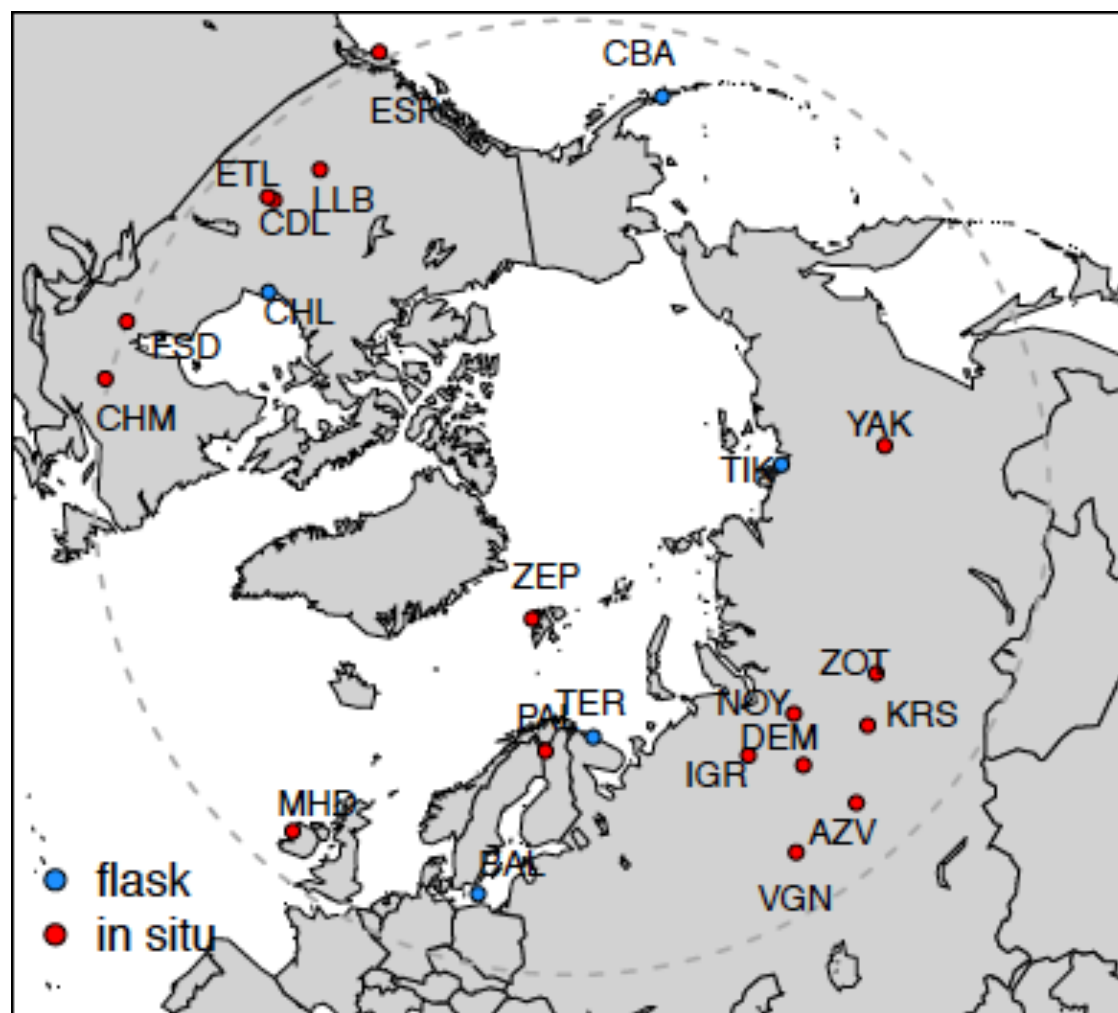 CBA
ESP
ETL
LLB
CDL
CHL
ESD
CHM
YAK
TIK
ZEP
ZOT
TER
NOY
PAL
KRS
DEM
IGR
MHD
AZV
BAL
VGN
flask
in situ